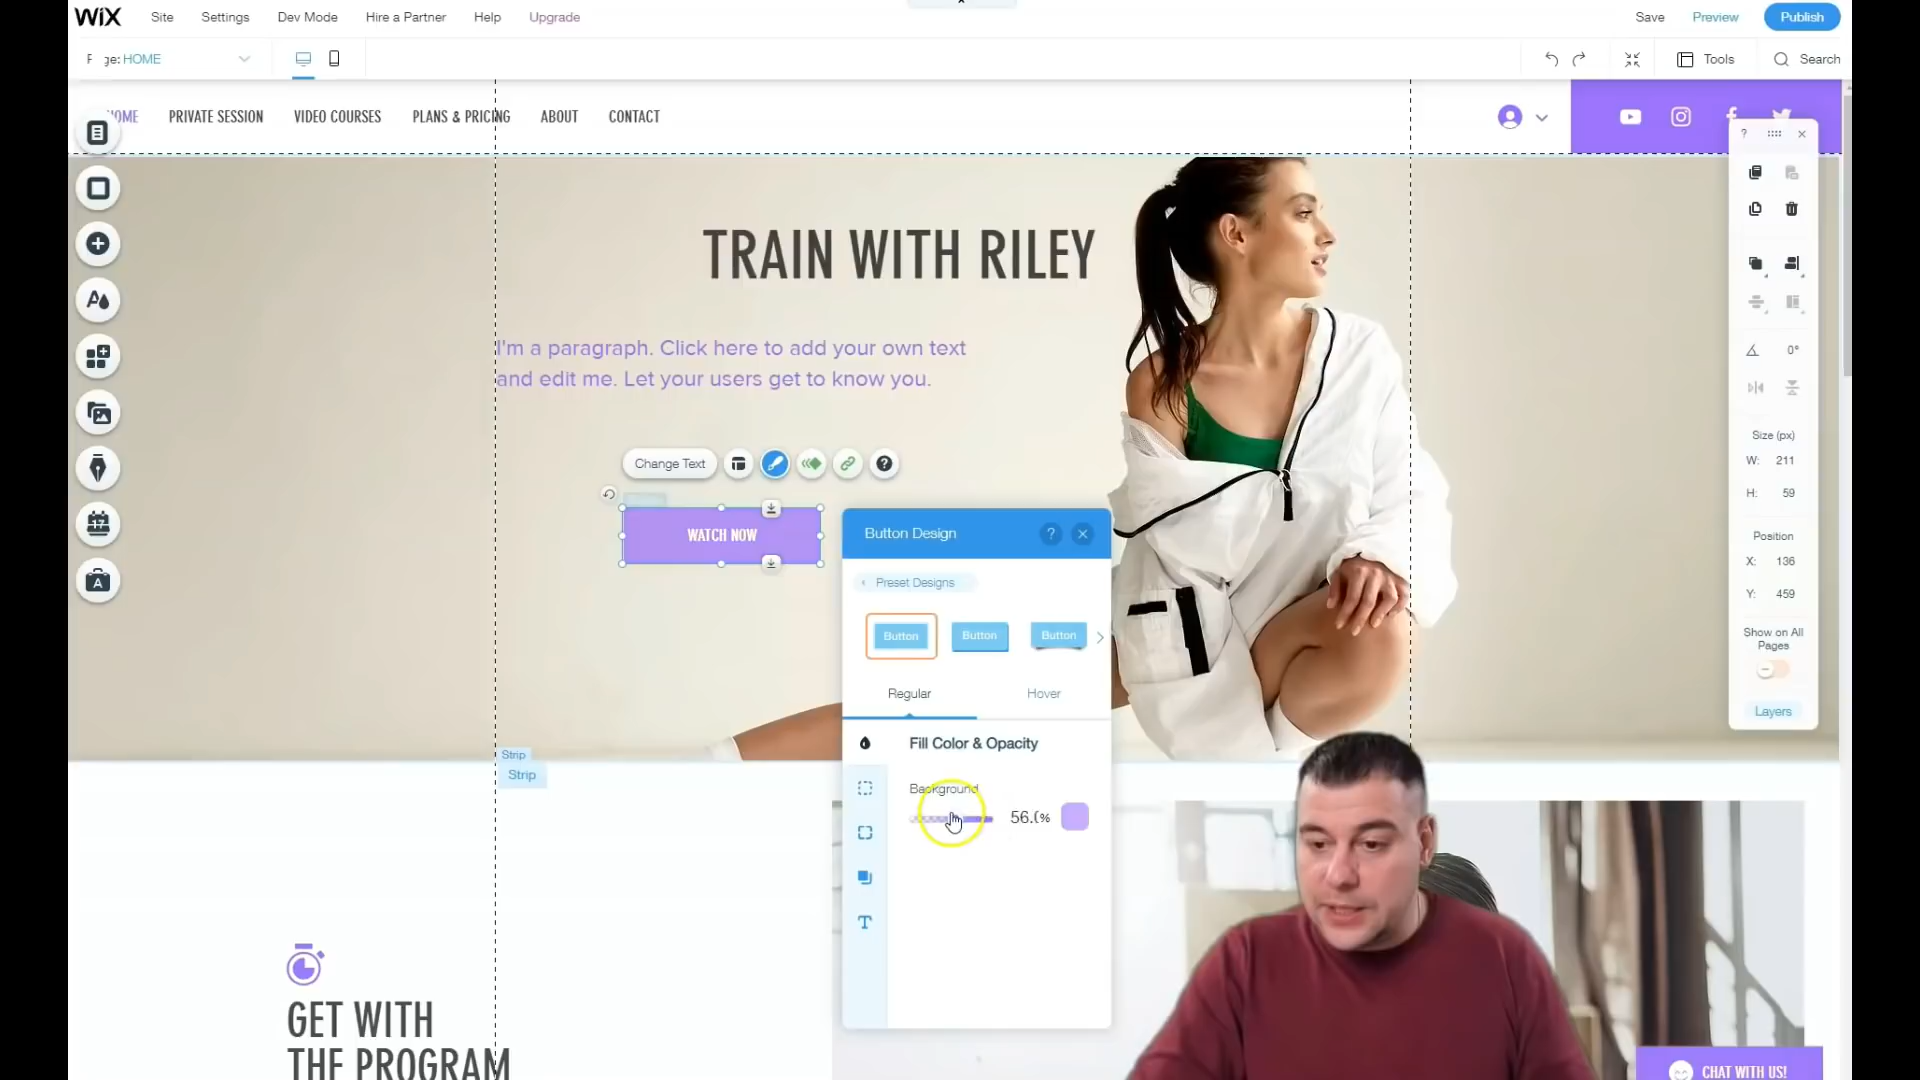 WiX Site Settings Dev Mode Hire a Partner Help Upgrade Save Preview Publish
ge: HOME Tools Search
HOME PRIVATE SESSION VIDEO COURSES PLANS & PRICING ABOUT CONTACT
TRAIN WITH RILEY
I'm a paragraph. Click here to add your own text
and edit me. Let your users get to know you.
Change Text
WATCH NOW
Button Design
Preset Designs
Button Button Button
Regular Hover
Fill Color & Opacity
Background
56.0%
Strip
Strip
0°
Size (px)
W: 211
H: 59
Position
X: 136
Y: 459
Show on All
Pages
Layers
GET WITH
THE PROGRAM
CHAT WITH US!